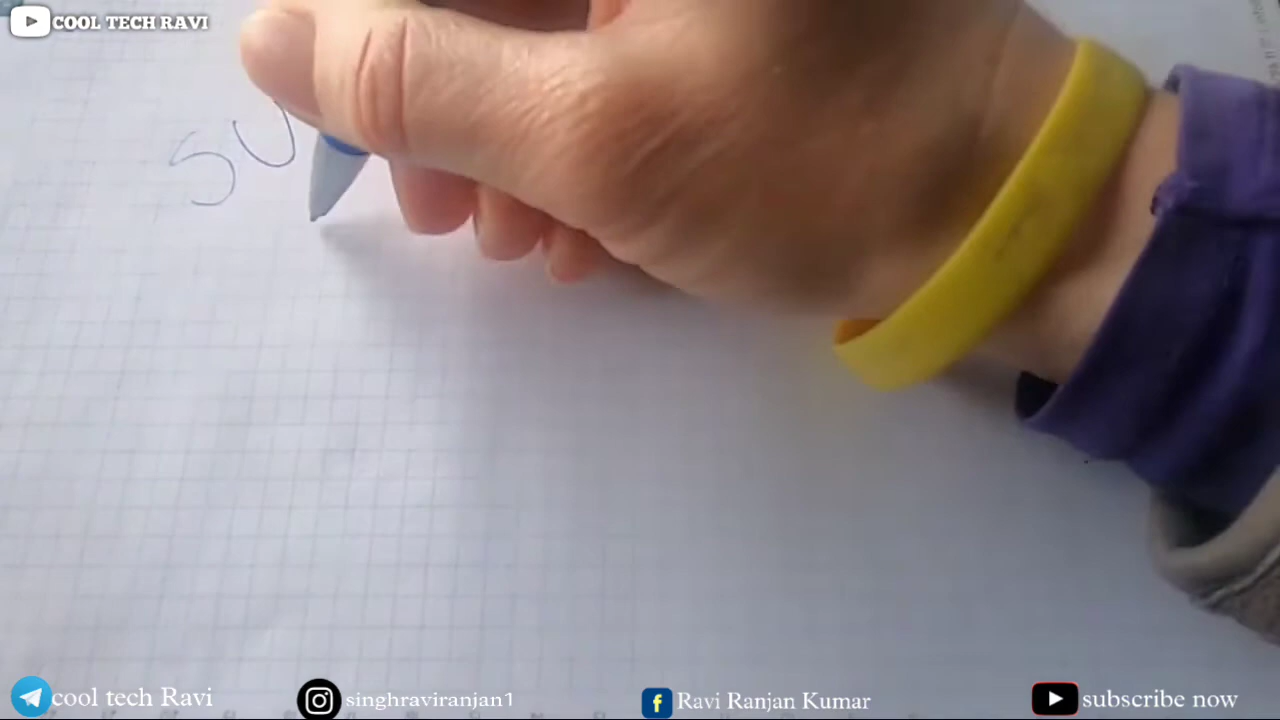 COOL TECH RAVI
SU
cool tech Ravi
singhraviranjan1
Ravi Ranjan Kumar
subscribe now